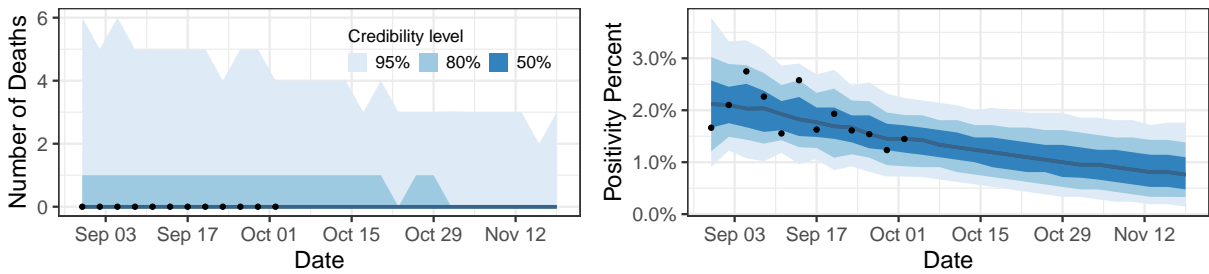 Number of Deaths
6
4
2
0
Credibility level
95% 80% 50%
Sep 03 Sep 17 Oct 01 Oct 15 Oct 29 Nov 12
Date
Positivity Percent
3.0%
2.0%
1.0%
0.0%
Sep 03 Sep 17 Oct 01 Oct 15 Oct 29 Nov 12
Date